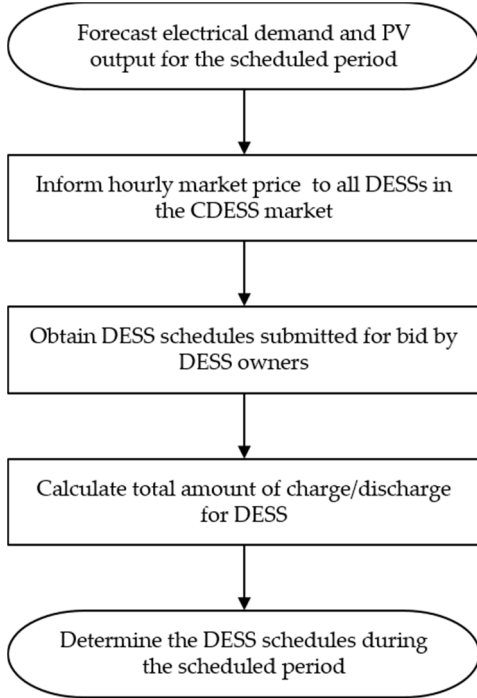 Forecast electrical demand and PV
output for the scheduled period
Inform hourly market price to all DESSs in
the CDESS market
Obtain DESS schedules submitted for bid by
DESS owners
Calculate total amount of charge/discharge
for DESS
Determine the DESS schedules during
the scheduled period